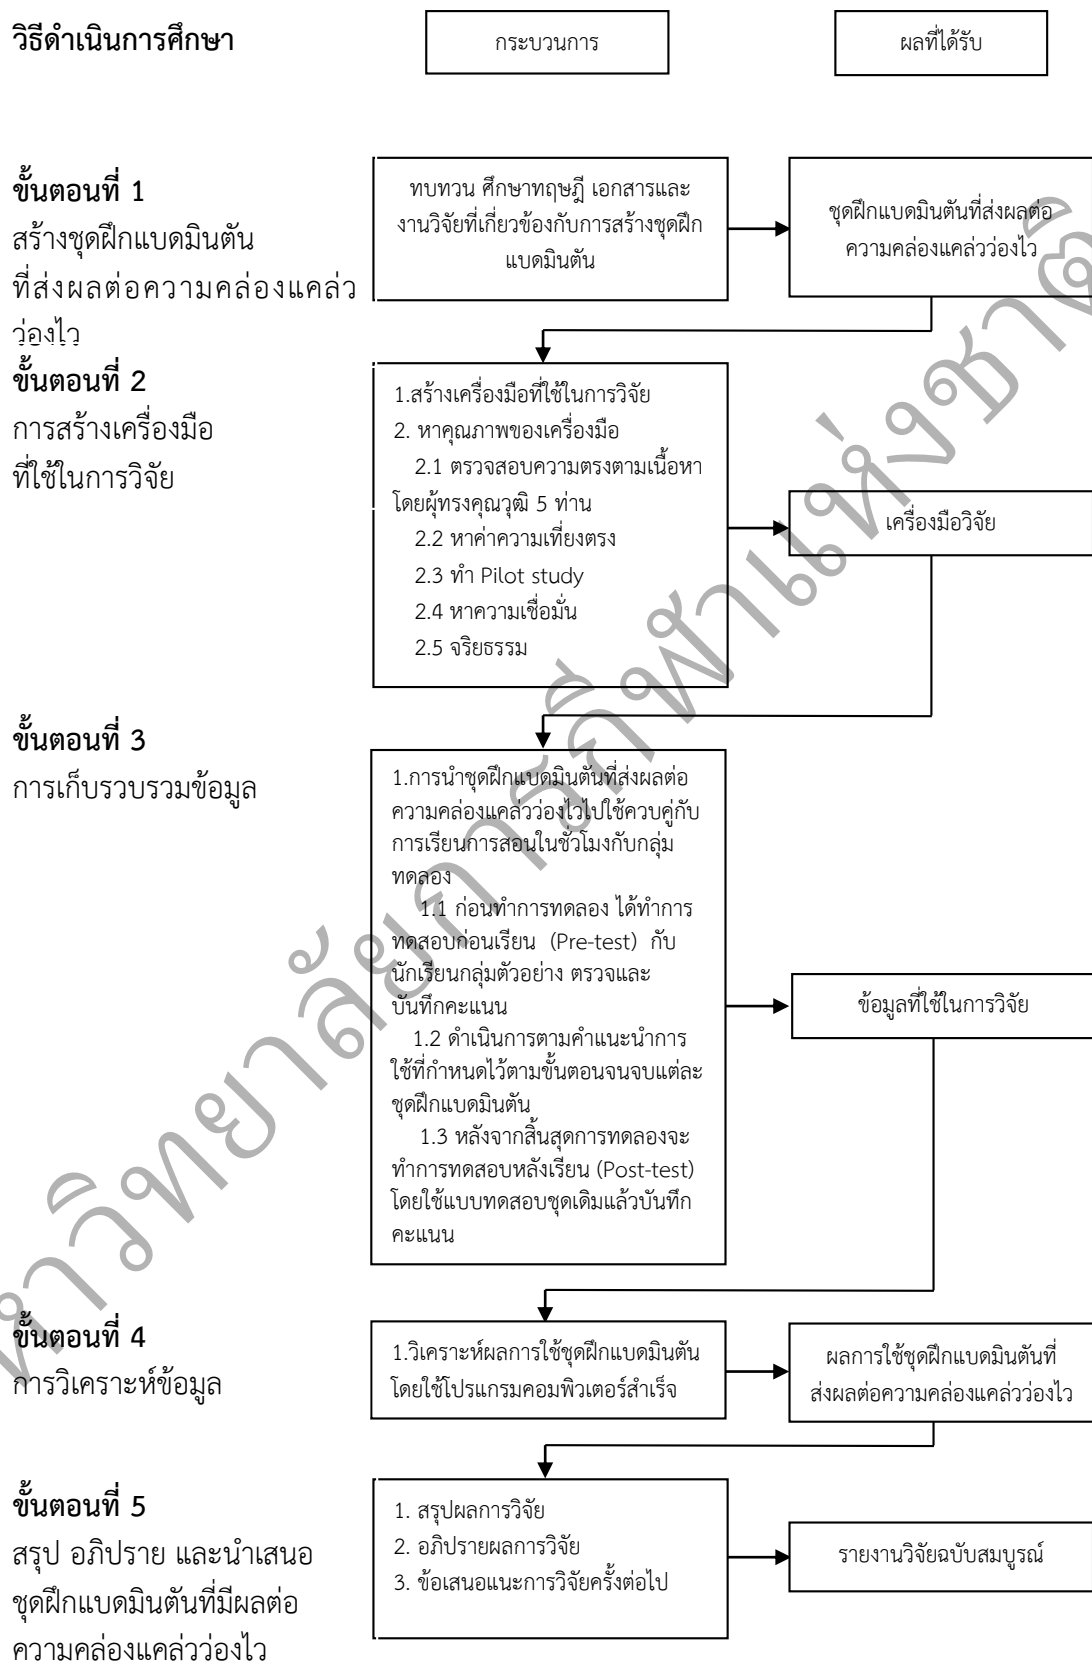 วิธีดำเนินการศึกษา
กระบวนการ
ผลที่ได้รับ
ขั้นตอนที่ 1
สร้างชุดฝึกแบดมินตัน
ที่ส่งผลต่อความคล่องแคล่ว
ว่องไว
ทบทวน ศึกษาทฤษฎี เอกสารและ
งานวิจัยที่เกี่ยวข้องกับการสร้างชุดฝึก
แบดมินตัน
ชุดฝึกแบดมินตันที่ส่งผลต่อ
ความคล่องแคล่วว่องไว
ขั้นตอนที่ 2
การสร้างเครื่องมือ
ที่ใช้ในการวิจัย
1.สร้างเครื่องมือที่ใช้ในการวิจัย
2. หาคุณภาพของเครื่องมือ
2.1 ตรวจสอบความตรงตามเนื้อหา
โดยผู้ทรงคุณวุฒิ 5 ท่าน
2.2 หาค่าความเที่ยงตรง
2.3 ทำ Pilot study
2.4 หาความเชื่อมั่น
2.5 จริยธรรม
เครื่องมือวิจัย
ขั้นตอนที่ 3
การเก็บรวบรวมข้อมูล
1.การนำชุดฝึกแบดมินตันที่ส่งผลต่อ
ความคล่องแคล่วว่องไวไปใช้ควบคู่กับ
การเรียนการสอนในชั่วโมงกับกลุ่ม
ทดลอง
1.1 ก่อนทำการทดลอง ได้ทำการ
ทดสอบก่อนเรียน (Pre-test) กับ
นักเรียนกลุ่มตัวอย่าง ตรวจและ
บันทึกคะแนน
1.2 ดำเนินการตามคำแนะนำการ
ใช้ที่กำหนดไว้ตามขั้นตอนจนจบแต่ละ
ชุดฝึกแบดมินตัน
1.3 หลังจากสิ้นสุดการทดลองจะ
ทำการทดสอบหลังเรียน (Post-test)
โดยใช้แบบทดสอบชุดเดิมแล้วบันทึก
คะแนน
ข้อมูลที่ใช้ในการวิจัย
ขั้นตอนที่ 4
การวิเคราะห์ข้อมูล
1.วิเคราะห์ผลการใช้ชุดฝึกแบดมินตัน
โดยใช้โปรแกรมคอมพิวเตอร์สำเร็จ
ผลการใช้ชุดฝึกแบดมินตันที่
ส่งผลต่อความคล่องแคล่วว่องไว
ขั้นตอนที่ 5
สรุป อภิปราย และนำเสนอ
ชุดฝึกแบดมินตันที่มีผลต่อ
ความคล่องแคล่วว่องไว
1. สรุปผลการวิจัย
2. อภิปรายผลการวิจัย
3. ข้อเสนอแนะการวิจัยครั้งต่อไป
รายงานวิจัยฉบับสมบูรณ์
หาวิทยาลัยการกีฬาแห่งชาติ